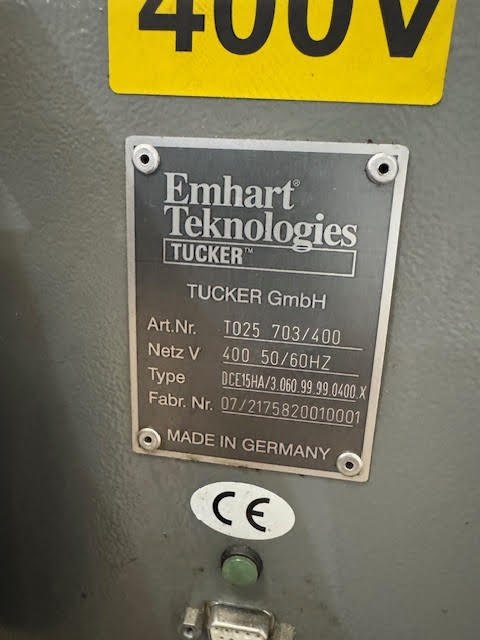 400V
Emhart®
Teknologies
TUCKER™
TUCKER GmbH
Art.Nr. T025 703/400
Netz V 400 50/60HZ
Type DCE15HA/3.060.99.99.0400.X
Fabr. Nr. 07/2175820010001
MADE IN GERMANY
CE